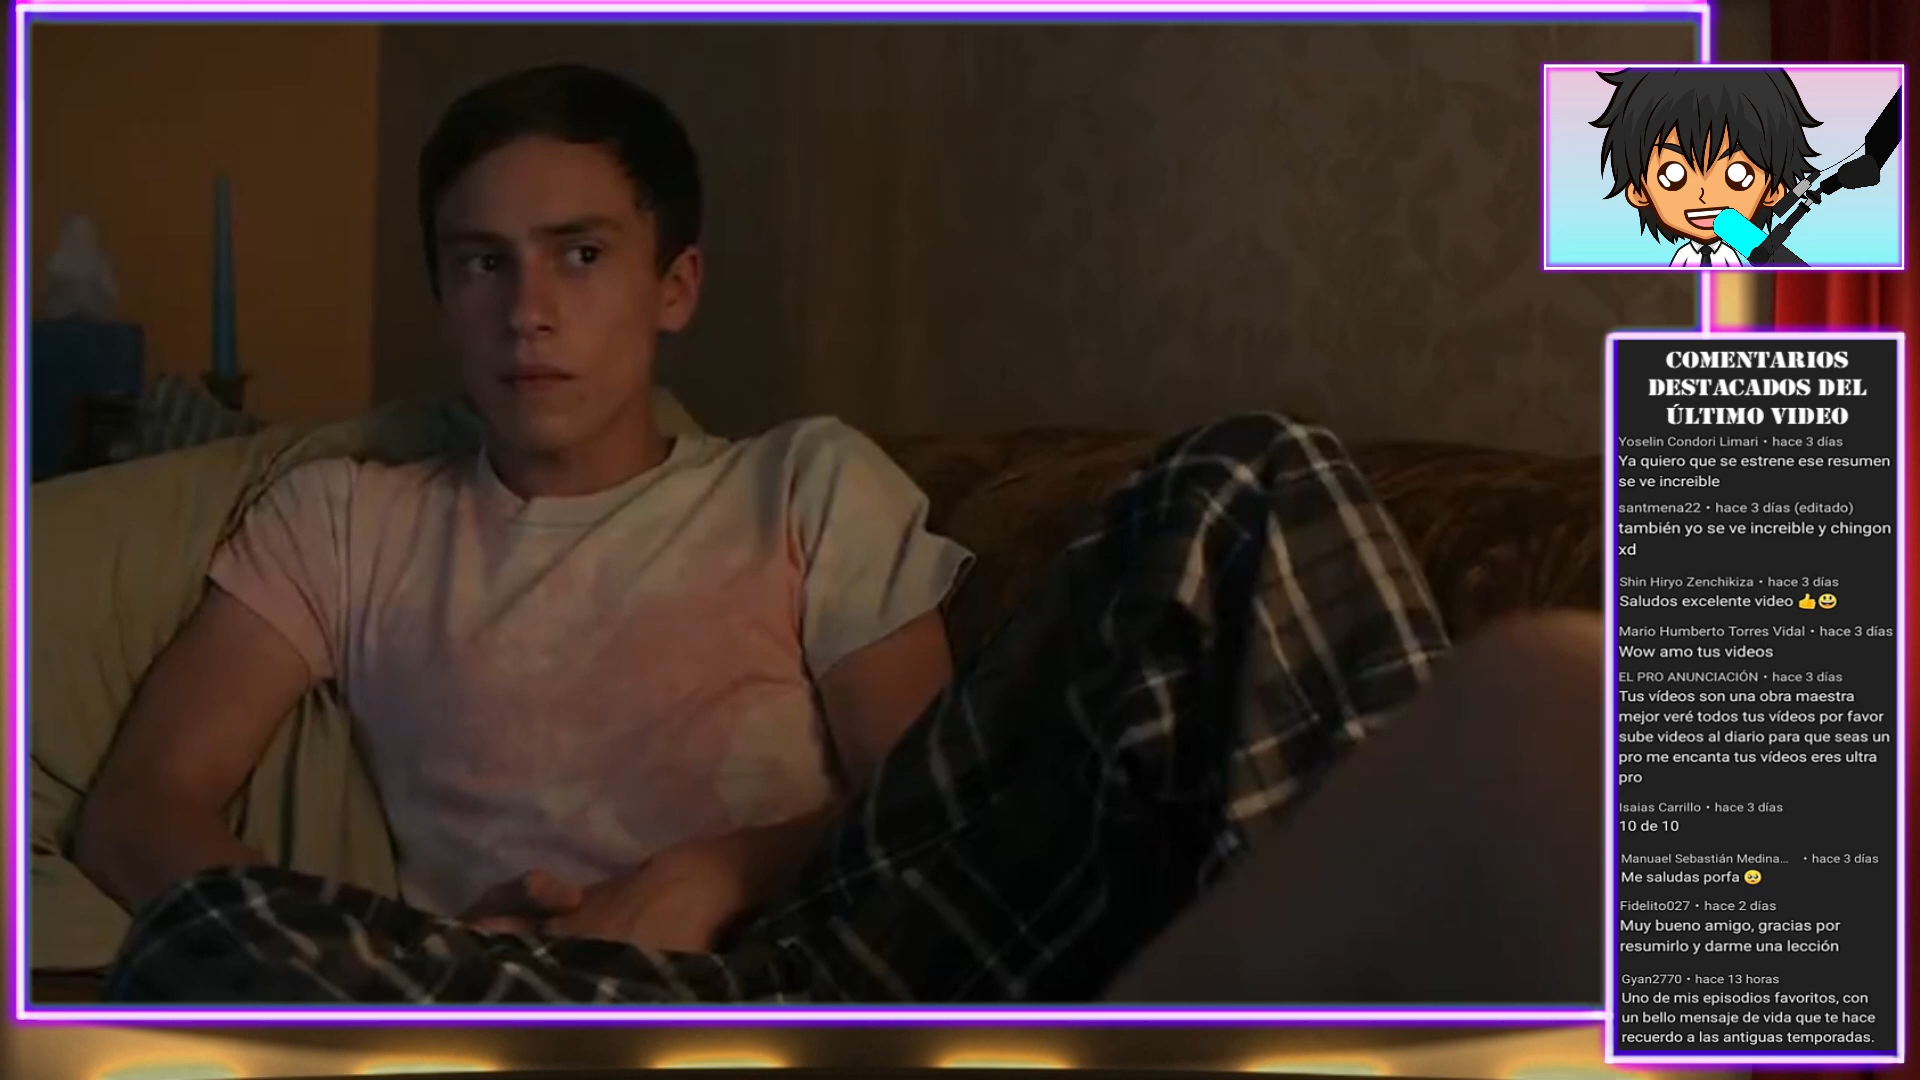 COMENTARIOS
DESTACADOS DEL
ÚLTIMO VIDEO
Yoselin Condori Limari • hace 3 días
Ya quiero que se estrene ese resumen
se ve increible
santmena22 • hace 3 días (editado)
también yo se ve increible y chingon
xd
Shin Hiryo Zenchikiza • hace 3 días
Saludos excelente video 👍😃
Mario Humberto Torres Vidal • hace 3 días
Wow amo tus videos
EL PRO ANUNCIACIÓN • hace 3 días
Tus vídeos son una obra maestra
mejor veré todos tus vídeos por favor
sube videos al diario para que seas un
pro me encanta tus vídeos eres ultra
pro
Isaias Carrillo • hace 3 días
10 de 10
Manuael Sebastián Medina... • hace 3 días
Me saludas porfa 🥺
Fidelito027 • hace 2 días
Muy bueno amigo, gracias por
resumirlo y darme una lección
Gyan2770 • hace 13 horas
Uno de mis episodios favoritos, con
un bello mensaje de vida que te hace
recuerdo a las antiguas temporadas.